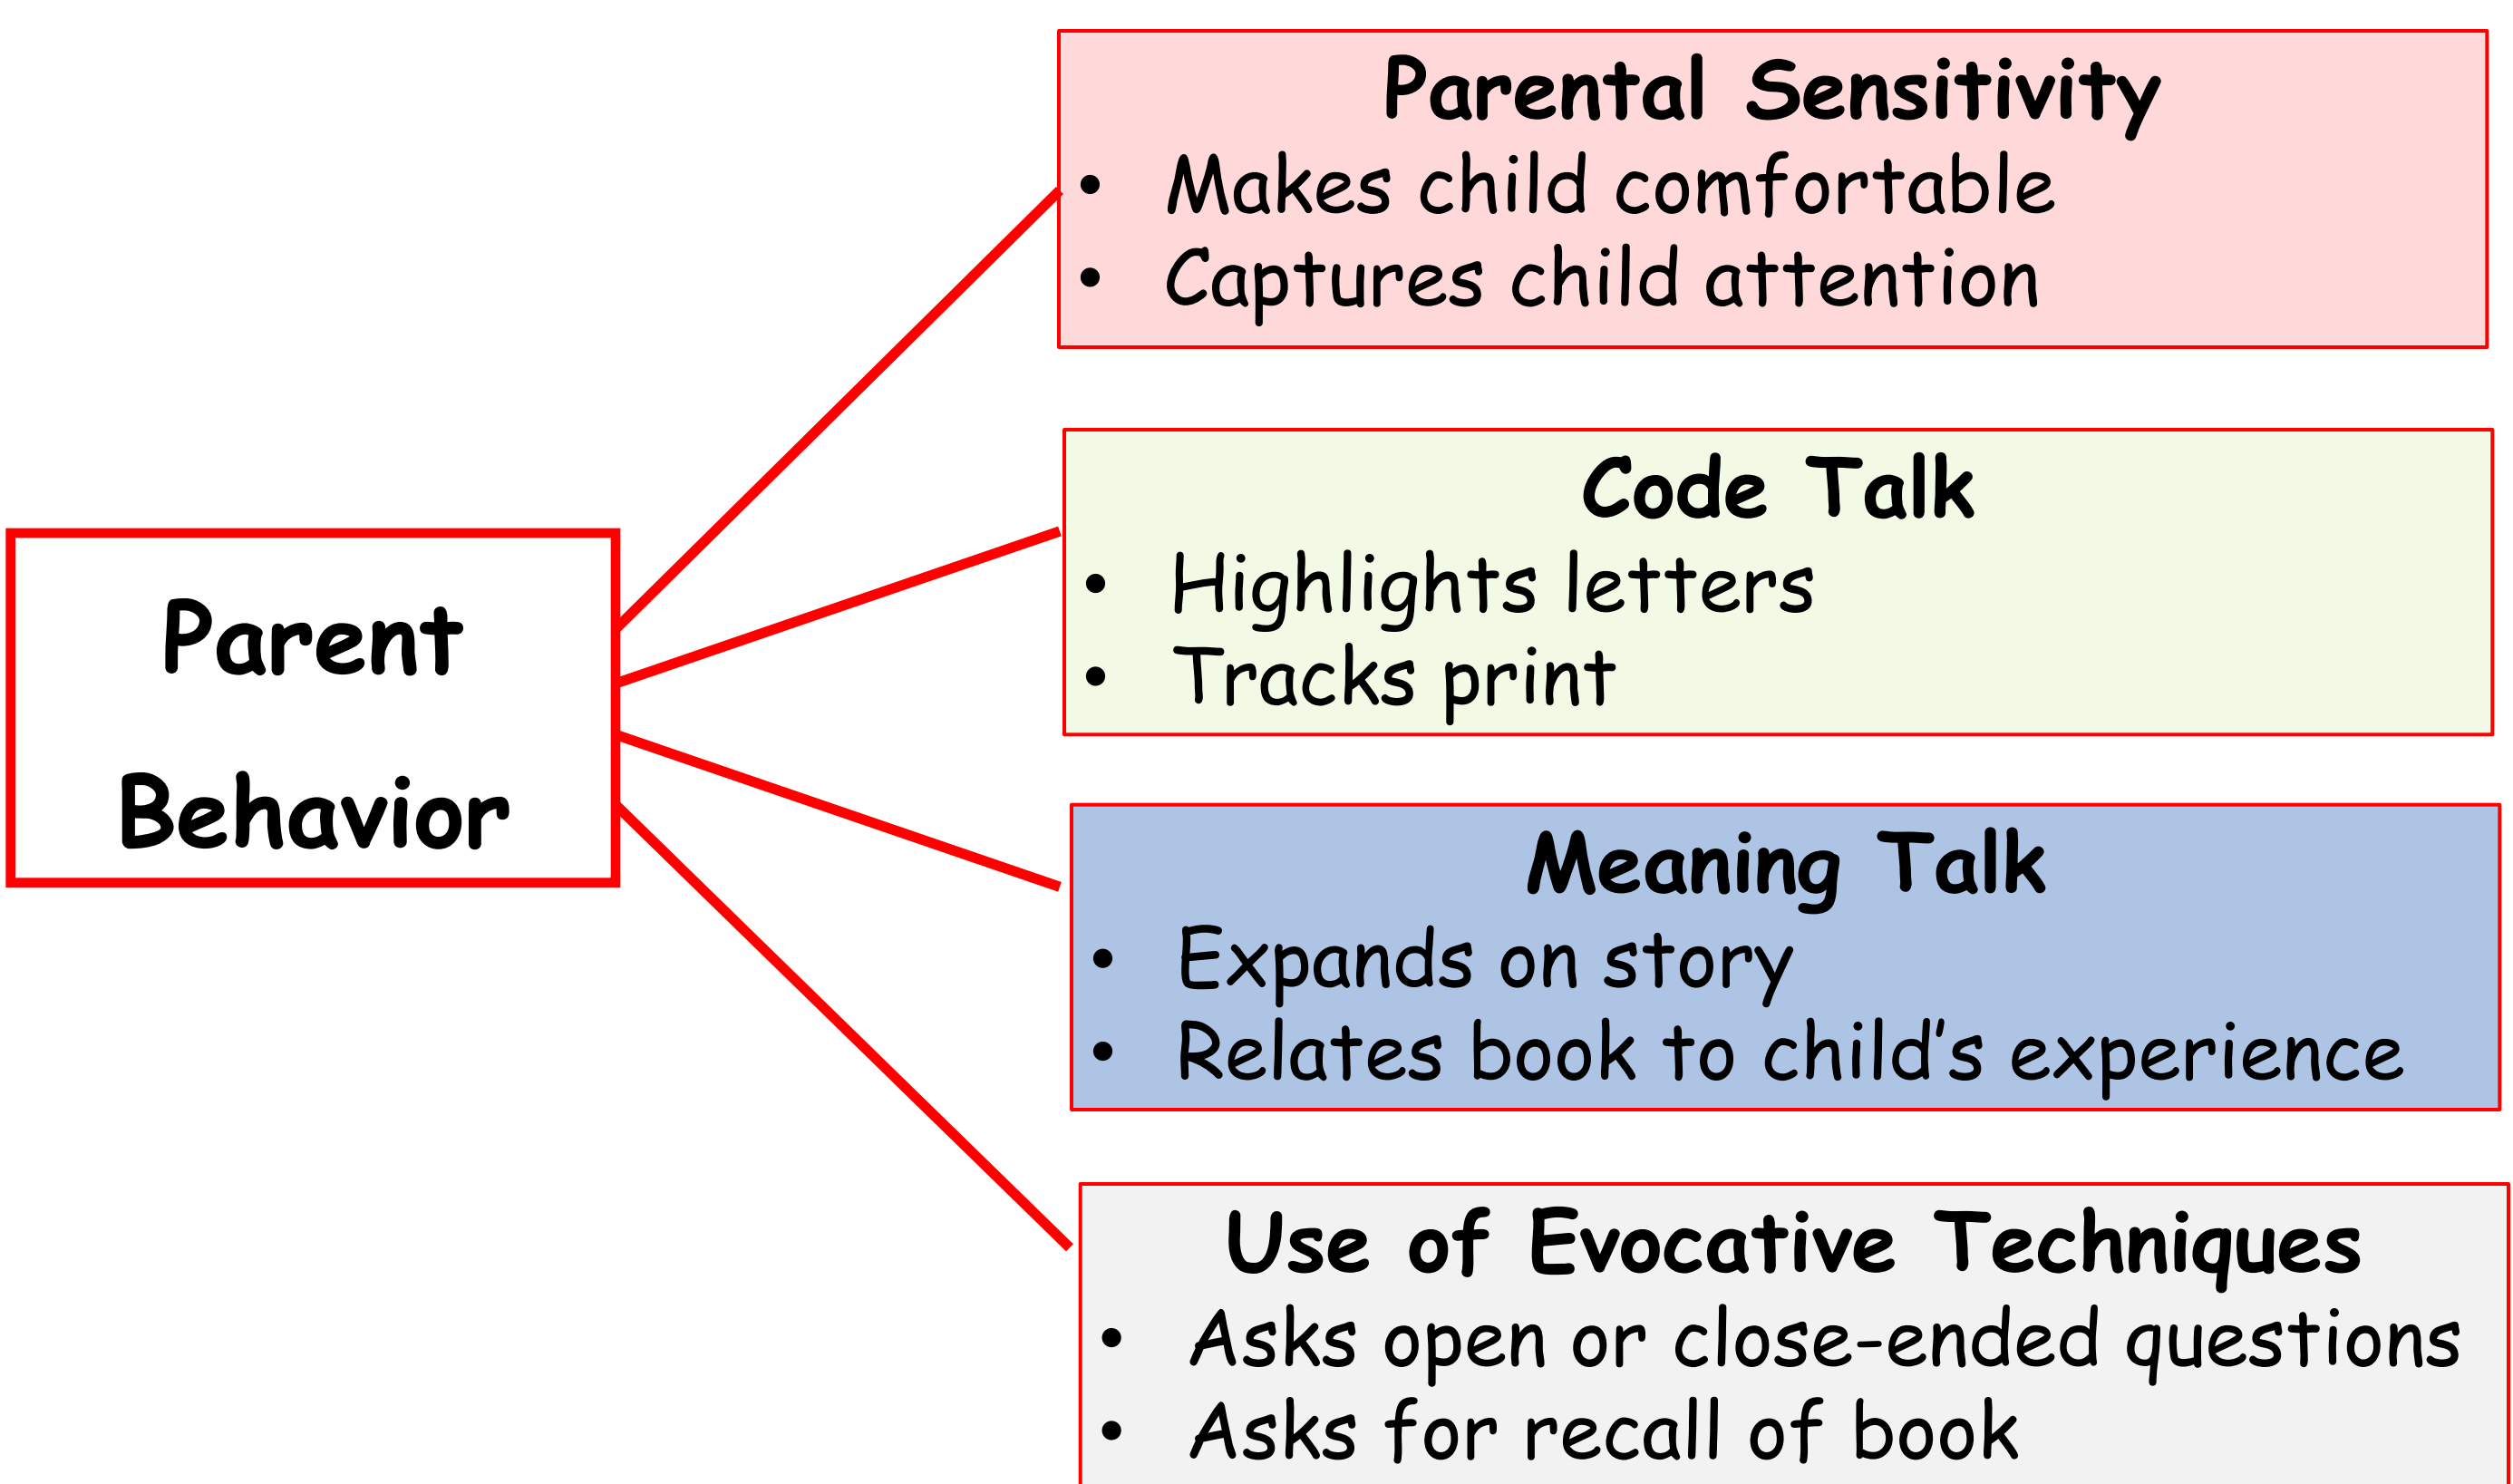 Parent
Behavior
Parental Sensitivity
• Makes child comfortable
• Captures child attention
Code Talk
• Highlights letters
• Tracks print
Meaning Talk
• Expands on story
• Relates book to child's experience
Use of Evocative Techniques
• Asks open or close-ended questions
• Asks for recall of book